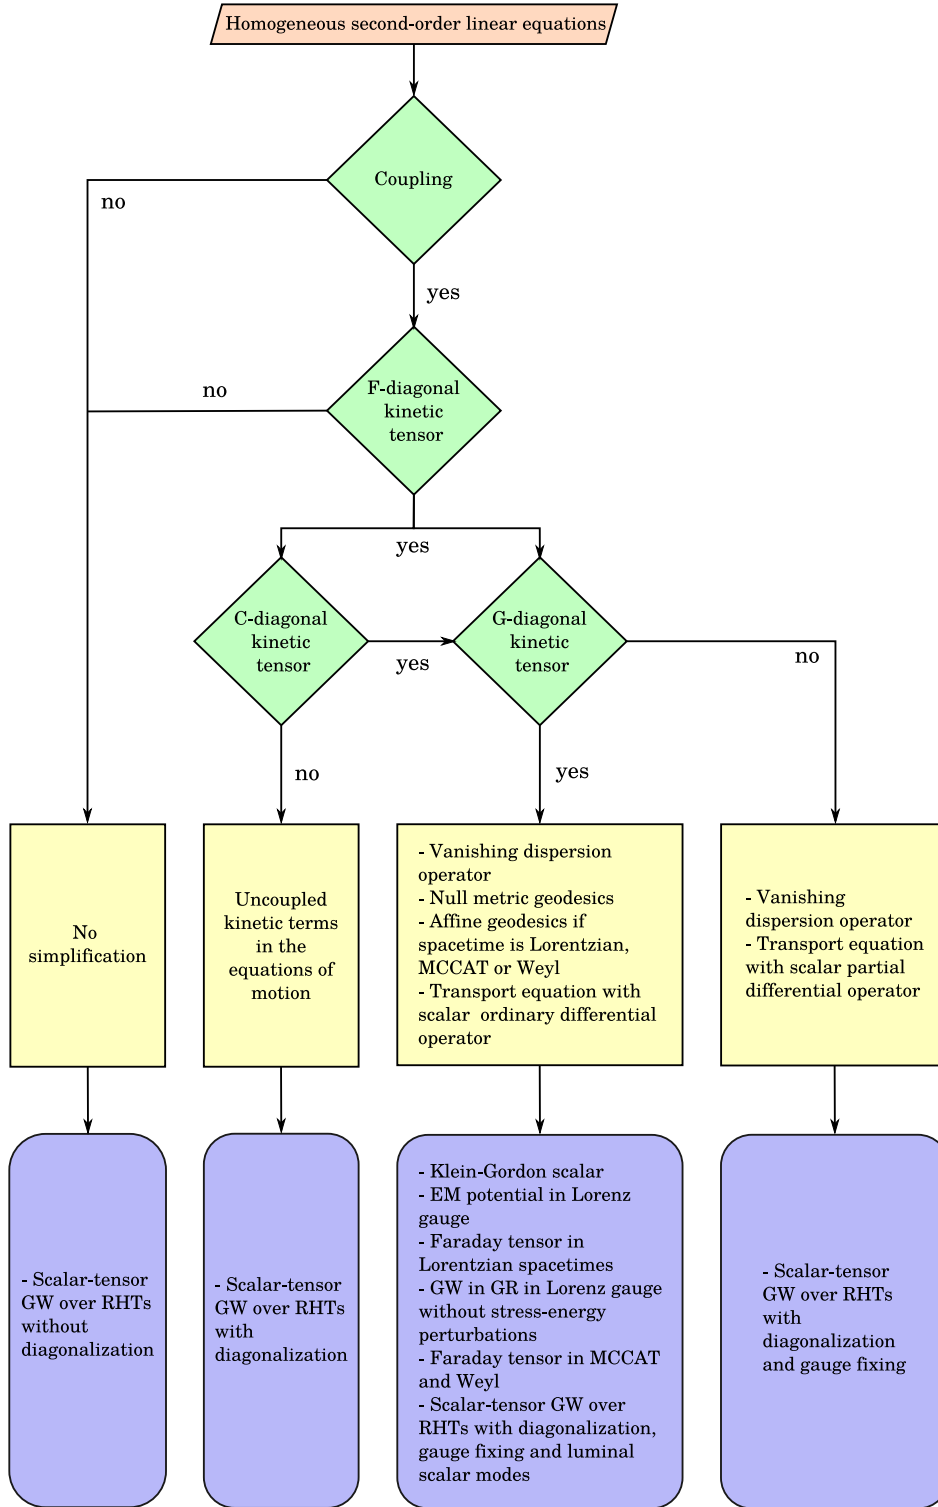 Homogeneous second-order linear equations
Coupling
no
yes
F-diagonal
kinetic
tensor
no
yes
C-diagonal
kinetic
tensor
yes
G-diagonal
kinetic
tensor
no
no
yes
No
simplification
Uncoupled
kinetic terms
in the
equations of
motion
- Vanishing dispersion
operator
- Null metric geodesics
- Affine geodesics if
spacetime is Lorentzian,
MCCAT or Weyl
- Transport equation with
scalar ordinary differential
operator
- Vanishing
dispersion operator
- Transport equation
with scalar partial
differential operator
- Scalar-tensor
GW over RHTs
without
diagonalization
- Scalar-tensor
GW over RHTs
with
diagonalization
- Klein-Gordon scalar
- EM potential in Lorenz
gauge
- Faraday tensor in
Lorentzian spacetimes
- GW in GR in Lorenz gauge
without stress-energy
perturbations
- Faraday tensor in MCCAT
and Weyl
- Scalar-tensor GW over
RHTs with diagonalization,
gauge fixing and luminal
scalar modes
- Scalar-tensor
GW over RHTs
with
diagonalization
and gauge fixing